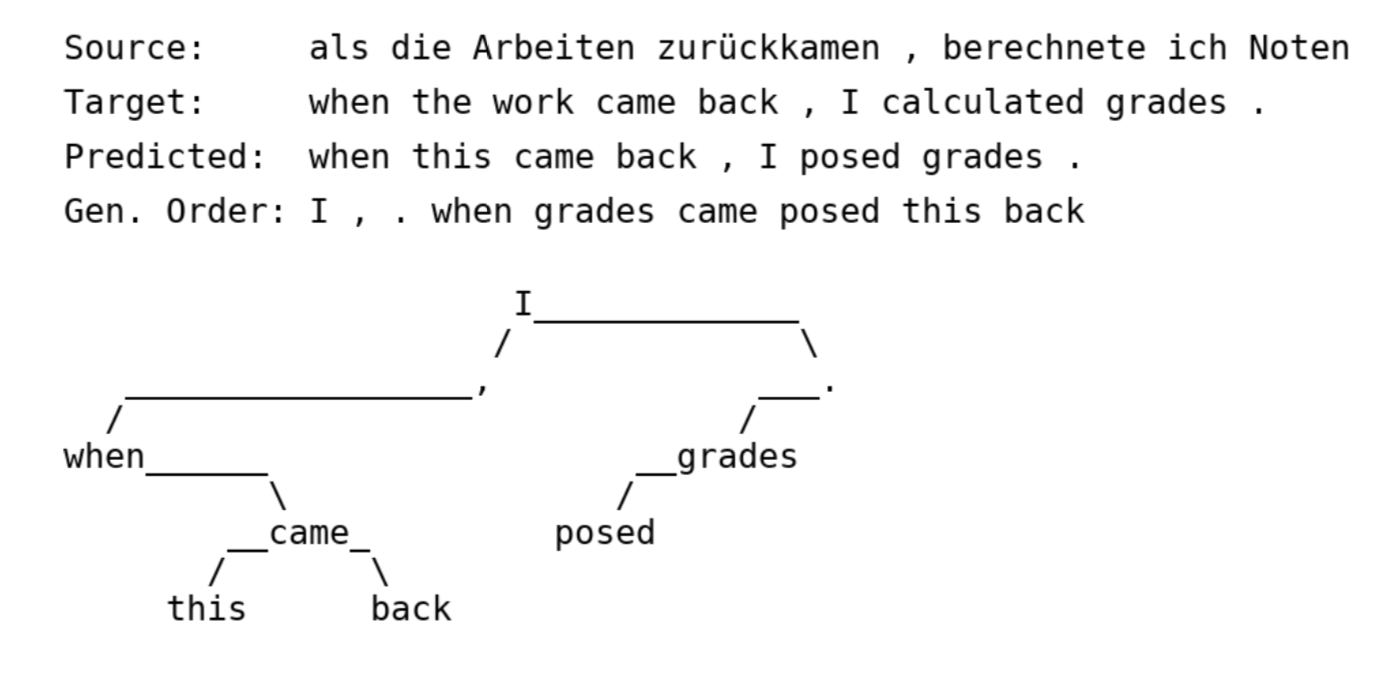 Source: als die Arbeiten zurückkamen , berechnete ich Noten
Target: when the work came back , I calculated grades .
Predicted: when this came back , I posed grades .
Gen. Order: I , . when grades came posed this back
I
, .
when grades
came posed
this back